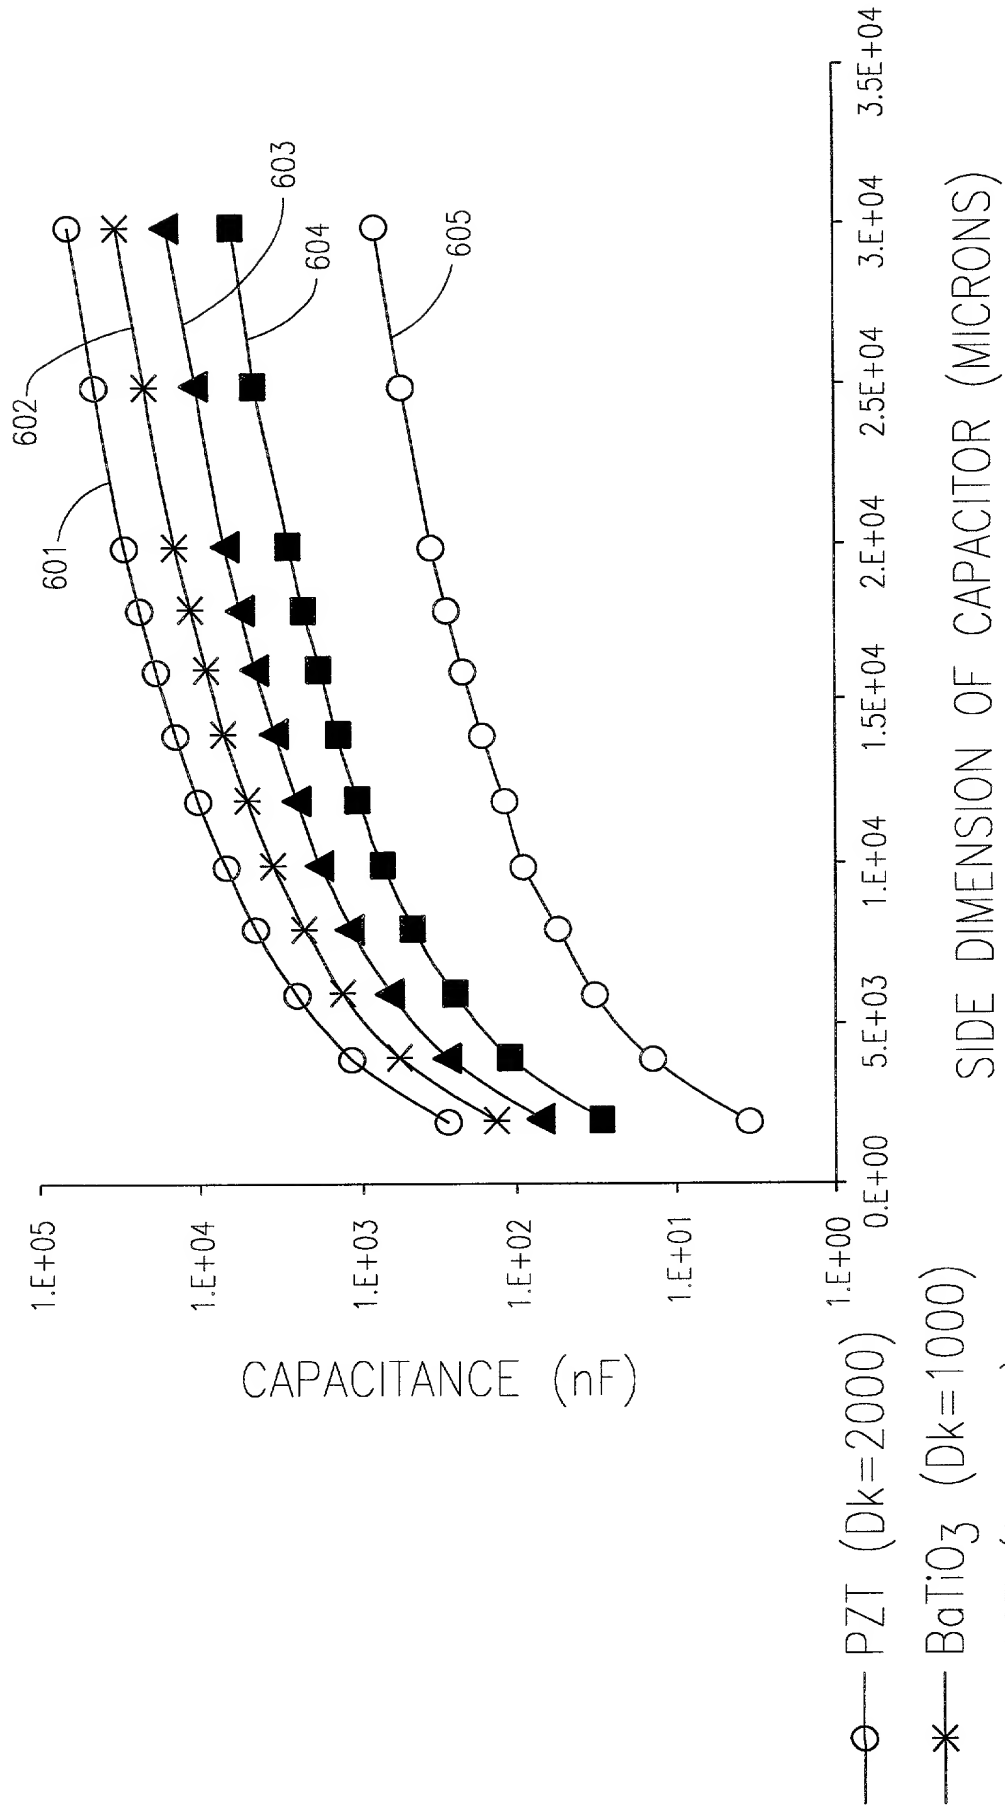 CAPACITANCE (nF)
1.E+05
1.E+04
1.E+03
1.E+02
1.E+01
1.E+00
601
602
603
604
605
0.E+00
5.E+03
1.E+04
1.5E+04
2.E+04
2.5E+04
3.E+04
3.5E+04
SIDE DIMENSION OF CAPACITOR (MICRONS)
PZT (Dk=2000)
BaTiO3 (Dk=1000)